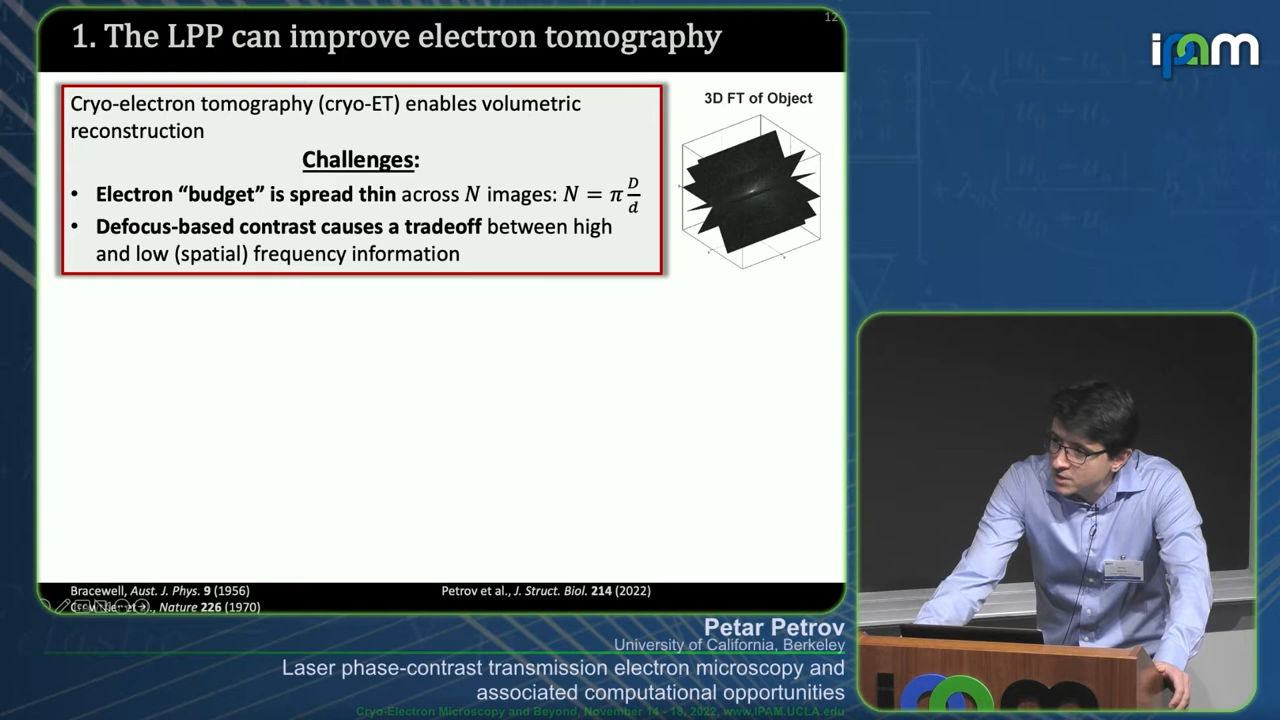 12
1. The LPP can improve electron tomography
ipam
Cryo-electron tomography (cryo-ET) enables volumetric
reconstruction
Challenges:
• Electron “budget” is spread thin across N images: N = π D/d
• Defocus-based contrast causes a tradeoff between high
and low (spatial) frequency information
3D FT of Object
Bracewell, Aust. J. Phys. 9 (1956)
Nature 226 (1970)
Petrov et al., J. Struct. Biol. 214 (2022)
Petar Petrov
University of California, Berkeley
Laser phase-contrast transmission electron microscopy and
associated computational opportunities
Cryo-Electron Microscopy and Beyond, November 14 - 18, 2022, www.IPAM.UCLA.edu